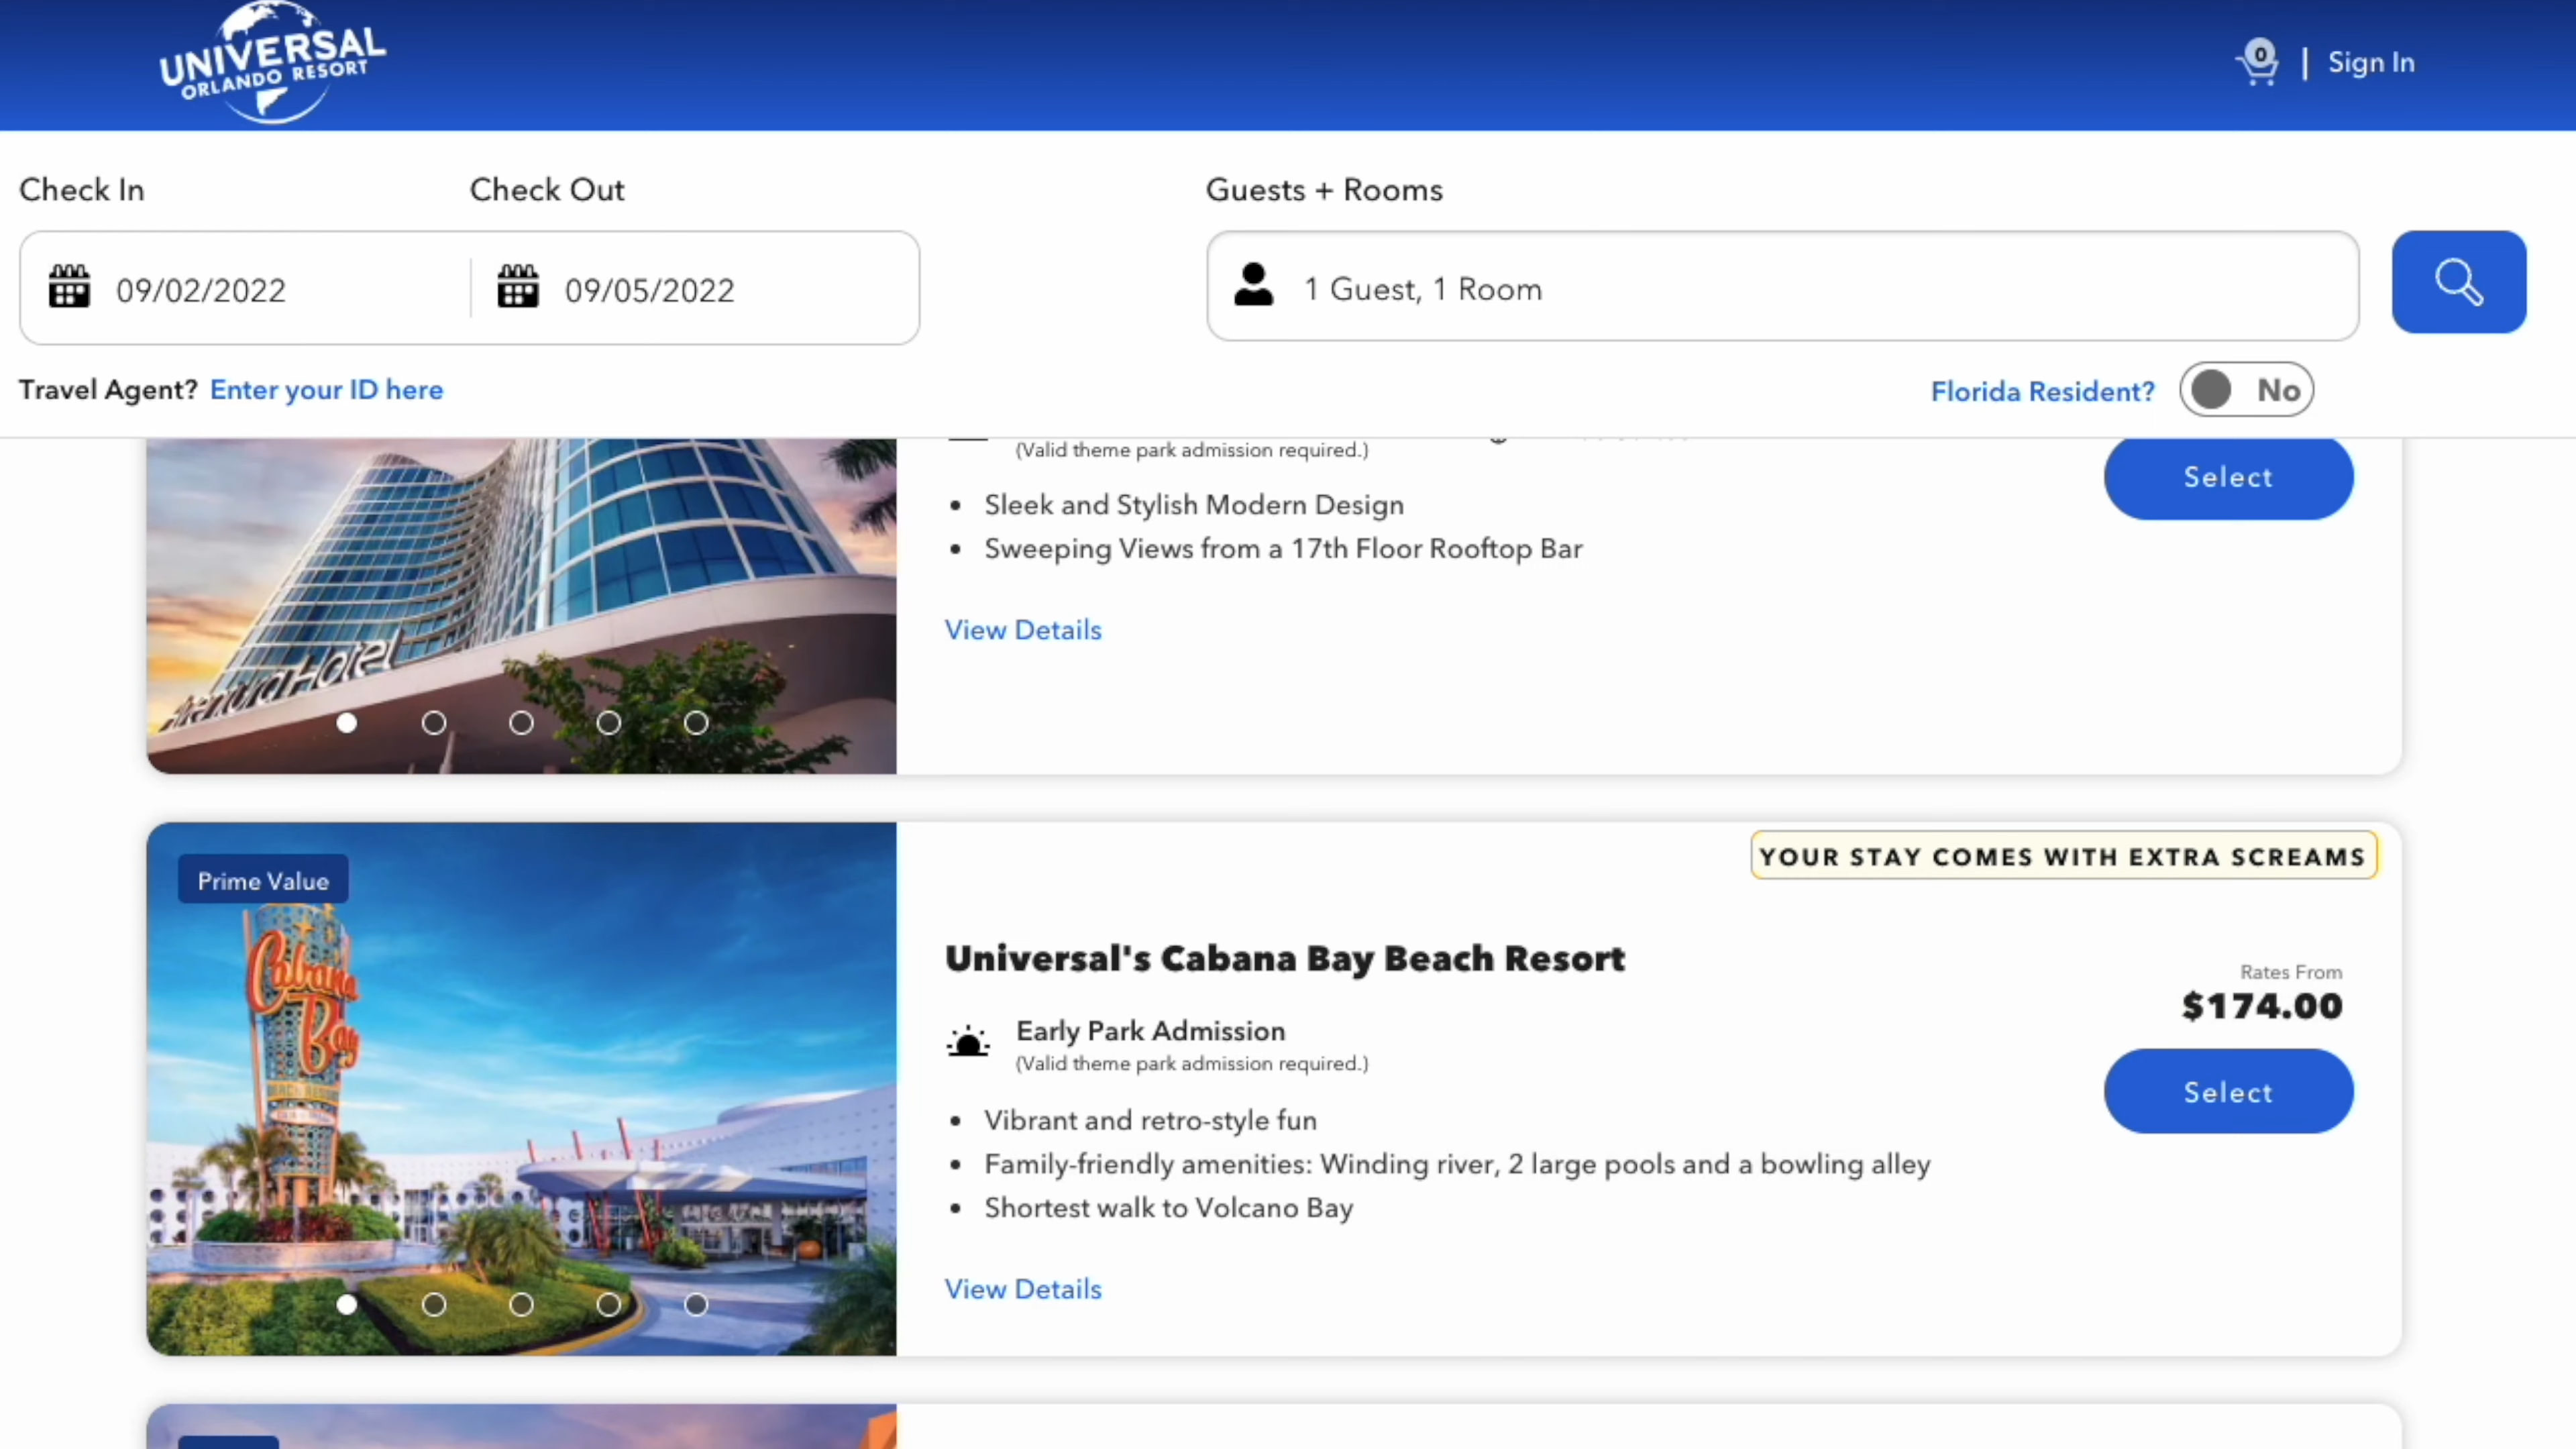 UNIVERSAL
ORLANDO RESORT
0
Sign In
Check In
Check Out
Guests + Rooms
09/02/2022
09/05/2022
1 Guest, 1 Room
Travel Agent? Enter your ID here
Florida Resident?
No
(Valid theme park admission required.)
Select
Sleek and Stylish Modern Design
Sweeping Views from a 17th Floor Rooftop Bar
View Details
Hotel
Prime Value
Cabana
Bay
YOUR STAY COMES WITH EXTRA SCREAMS
Universal's Cabana Bay Beach Resort
Rates From
$174.00
Early Park Admission
(Valid theme park admission required.)
Select
Vibrant and retro-style fun
Family-friendly amenities: Winding river, 2 large pools and a bowling alley
Shortest walk to Volcano Bay
View Details